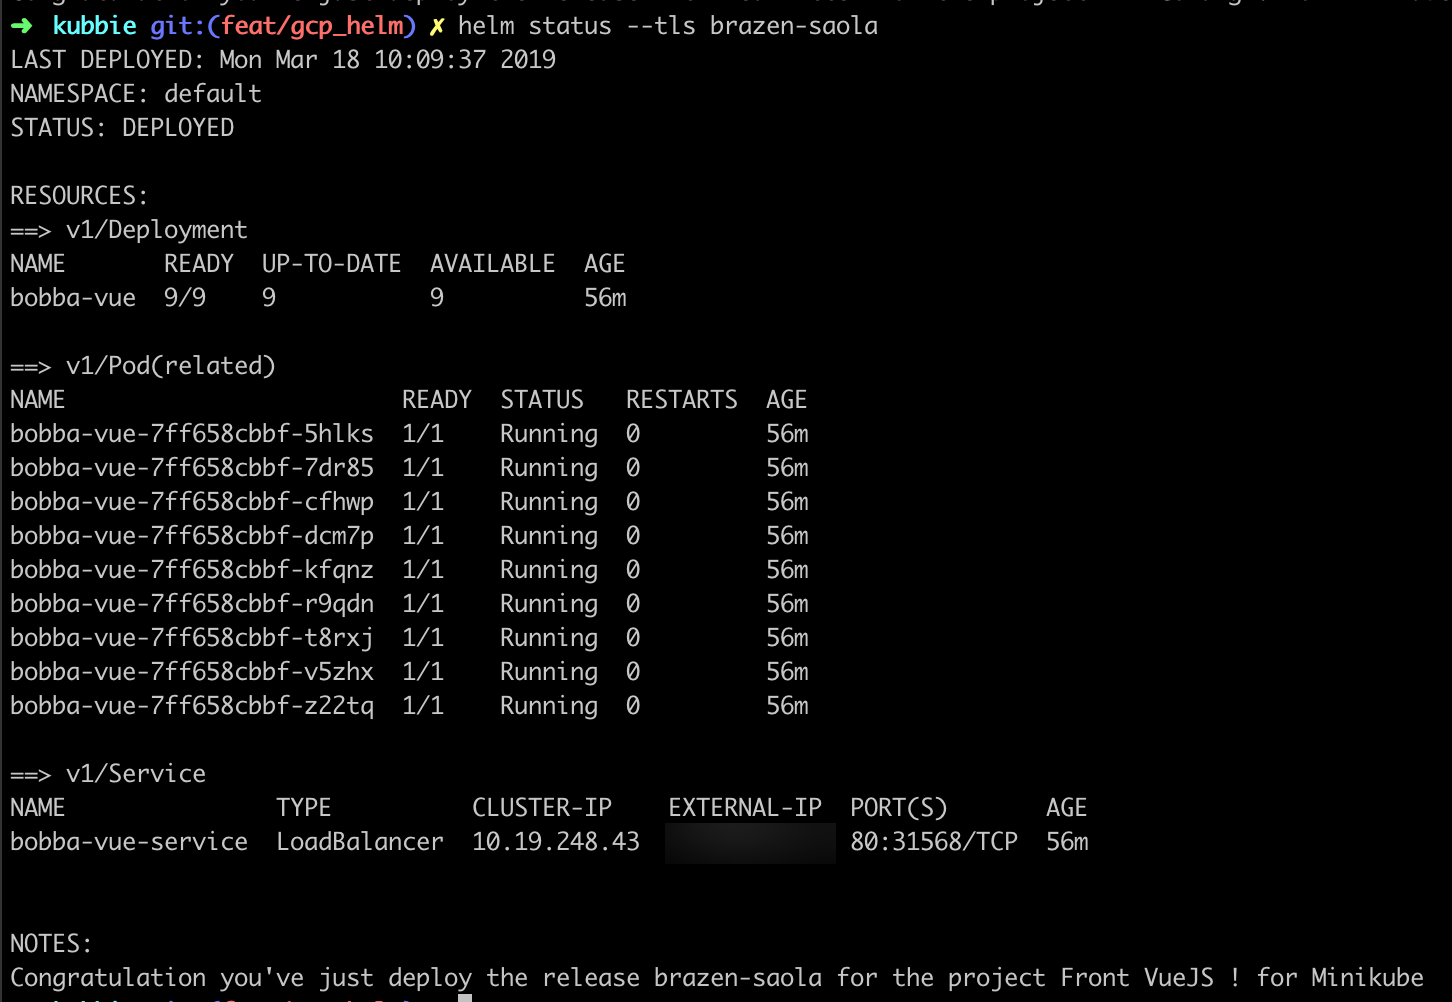 ➜  kubbie git:(feat/gcp_helm) ✗ helm status --tls brazen-saola
LAST DEPLOYED: Mon Mar 18 10:09:37 2019
NAMESPACE: default
STATUS: DEPLOYED
RESOURCES:
==> v1/Deployment
NAME       READY  UP-TO-DATE  AVAILABLE  AGE
bobba-vue  9/9    9           9          56m
==> v1/Pod(related)
NAME                        READY  STATUS   RESTARTS  AGE
bobba-vue-7ff658cbbf-5hlks  1/1    Running  0         56m
bobba-vue-7ff658cbbf-7dr85  1/1    Running  0         56m
bobba-vue-7ff658cbbf-cfhwp  1/1    Running  0         56m
bobba-vue-7ff658cbbf-dcm7p  1/1    Running  0         56m
bobba-vue-7ff658cbbf-kfqnz  1/1    Running  0         56m
bobba-vue-7ff658cbbf-r9qdn  1/1    Running  0         56m
bobba-vue-7ff658cbbf-t8rxj  1/1    Running  0         56m
bobba-vue-7ff658cbbf-v5zhx  1/1    Running  0         56m
bobba-vue-7ff658cbbf-z22tq  1/1    Running  0         56m
==> v1/Service
NAME               TYPE          CLUSTER-IP    EXTERNAL-IP  PORT(S)       AGE
bobba-vue-service  LoadBalancer  10.19.248.43               80:31568/TCP  56m
NOTES:
Congratulation you've just deploy the release brazen-saola for the project Front VueJS ! for Minikube